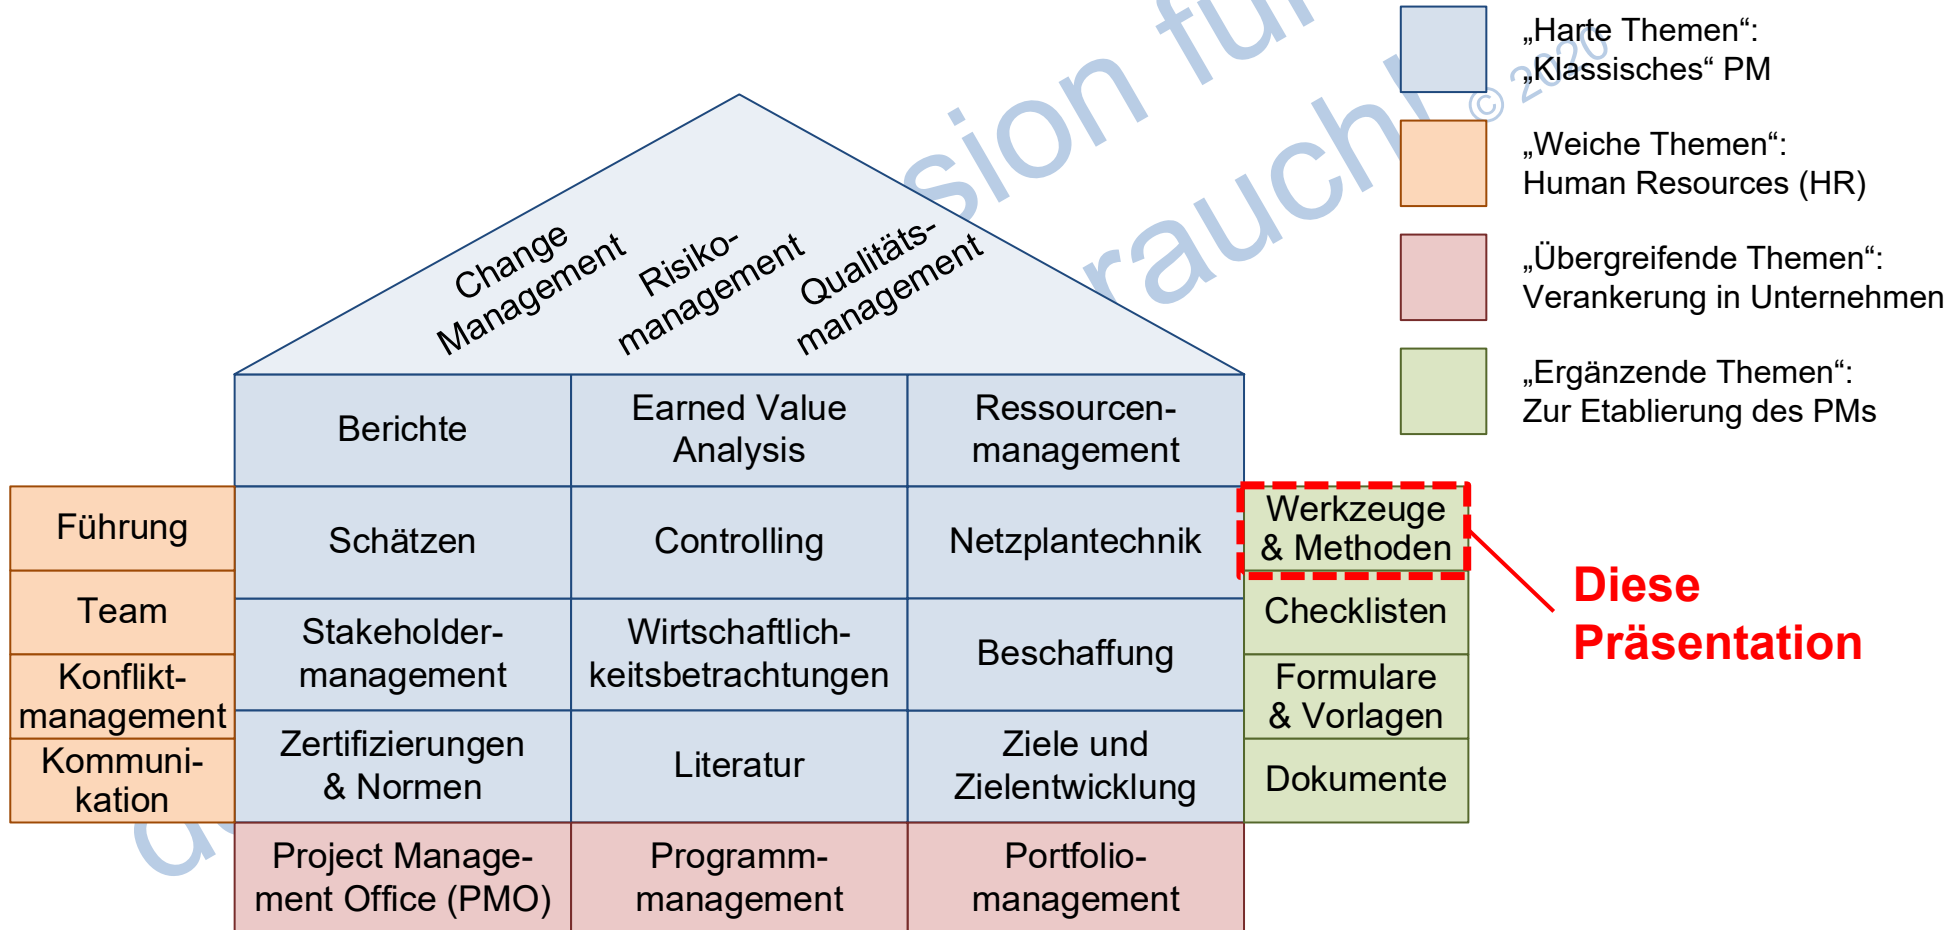 „Harte Themen“:
„Klassisches“ PM
„Weiche Themen“:
Human Resources (HR)
„Übergreifende Themen“:
Verankerung in Unternehmen
„Ergänzende Themen“:
Zur Etablierung des PMs
© 2020
Change
Management
Risiko-
management
Qualitäts-
management
Berichte
Earned Value
Analysis
Ressourcen-
management
Führung
Team
Konflikt-
management
Kommuni-
kation
Schätzen
Controlling
Netzplantechnik
Stakeholder-
management
Wirtschaftlich-
keitsbetrachtungen
Beschaffung
Zertifizierungen
& Normen
Literatur
Ziele und
Zielentwicklung
Werkzeuge
& Methoden
Checklisten
Formulare
& Vorlagen
Dokumente
Diese
Präsentation
Project Manage-
ment Office (PMO)
Programm-
management
Portfolio-
management